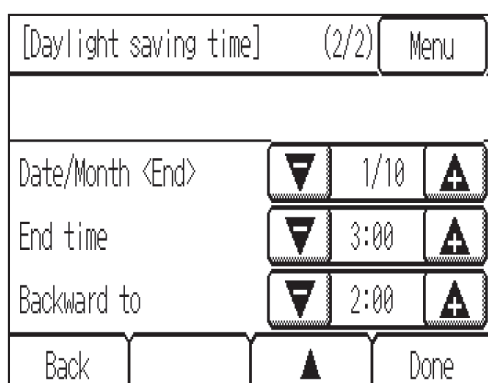 [Daylight saving time] (2/2) Menu
Date/Month <End> 1/10
End time 3:00
Backward to 2:00
Back Done